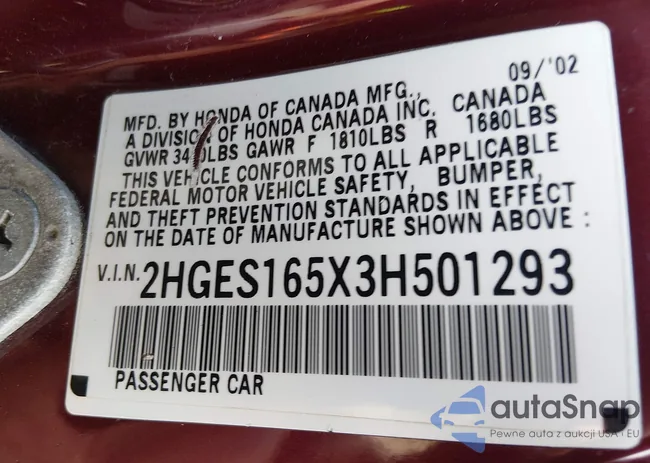 09/'02
MFD. BY HONDA OF CANADA MFG.,
A DIVISION OF HONDA CANADA INC. CANADA
GVWR GAWR F 1810LBS R 1680LBS
THIS VEHICLE CONFORMS TO ALL APPLICABLE
FEDERAL MOTOR VEHICLE SAFETY, BUMPER,
AND THEFT PREVENTION STANDARDS IN EFFECT
ON THE DATE OF MANUFACTURE SHOWN ABOVE :
V.I.N. 2HGES165X3H501293
PASSENGER CAR
autaSnap
Pewne auta z aukcji USA i EU